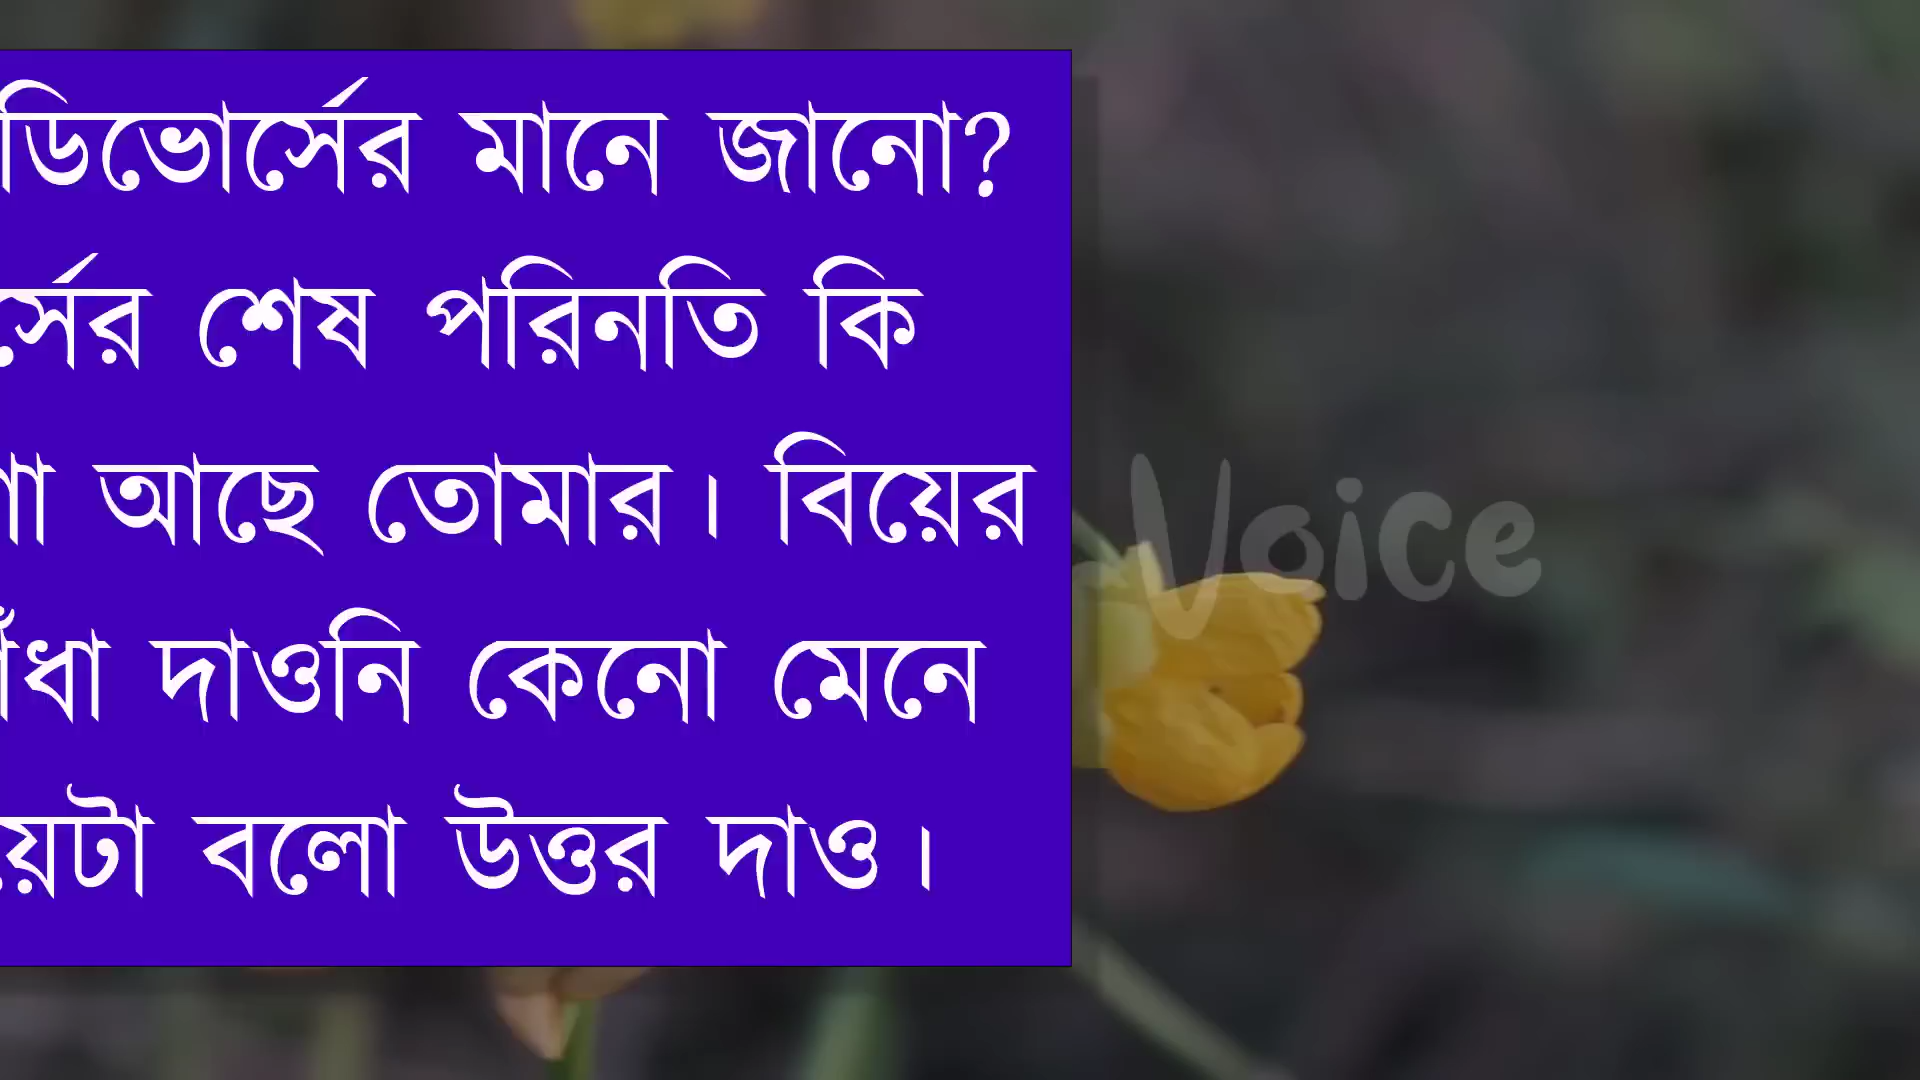 ডিভোর্সের মানে জানো?
র্সের শেষ পরিনতি কি
আছে তোমার। বিয়ের
দাওনি কেনো মেনে
বলো উত্তর দাও।
Voice